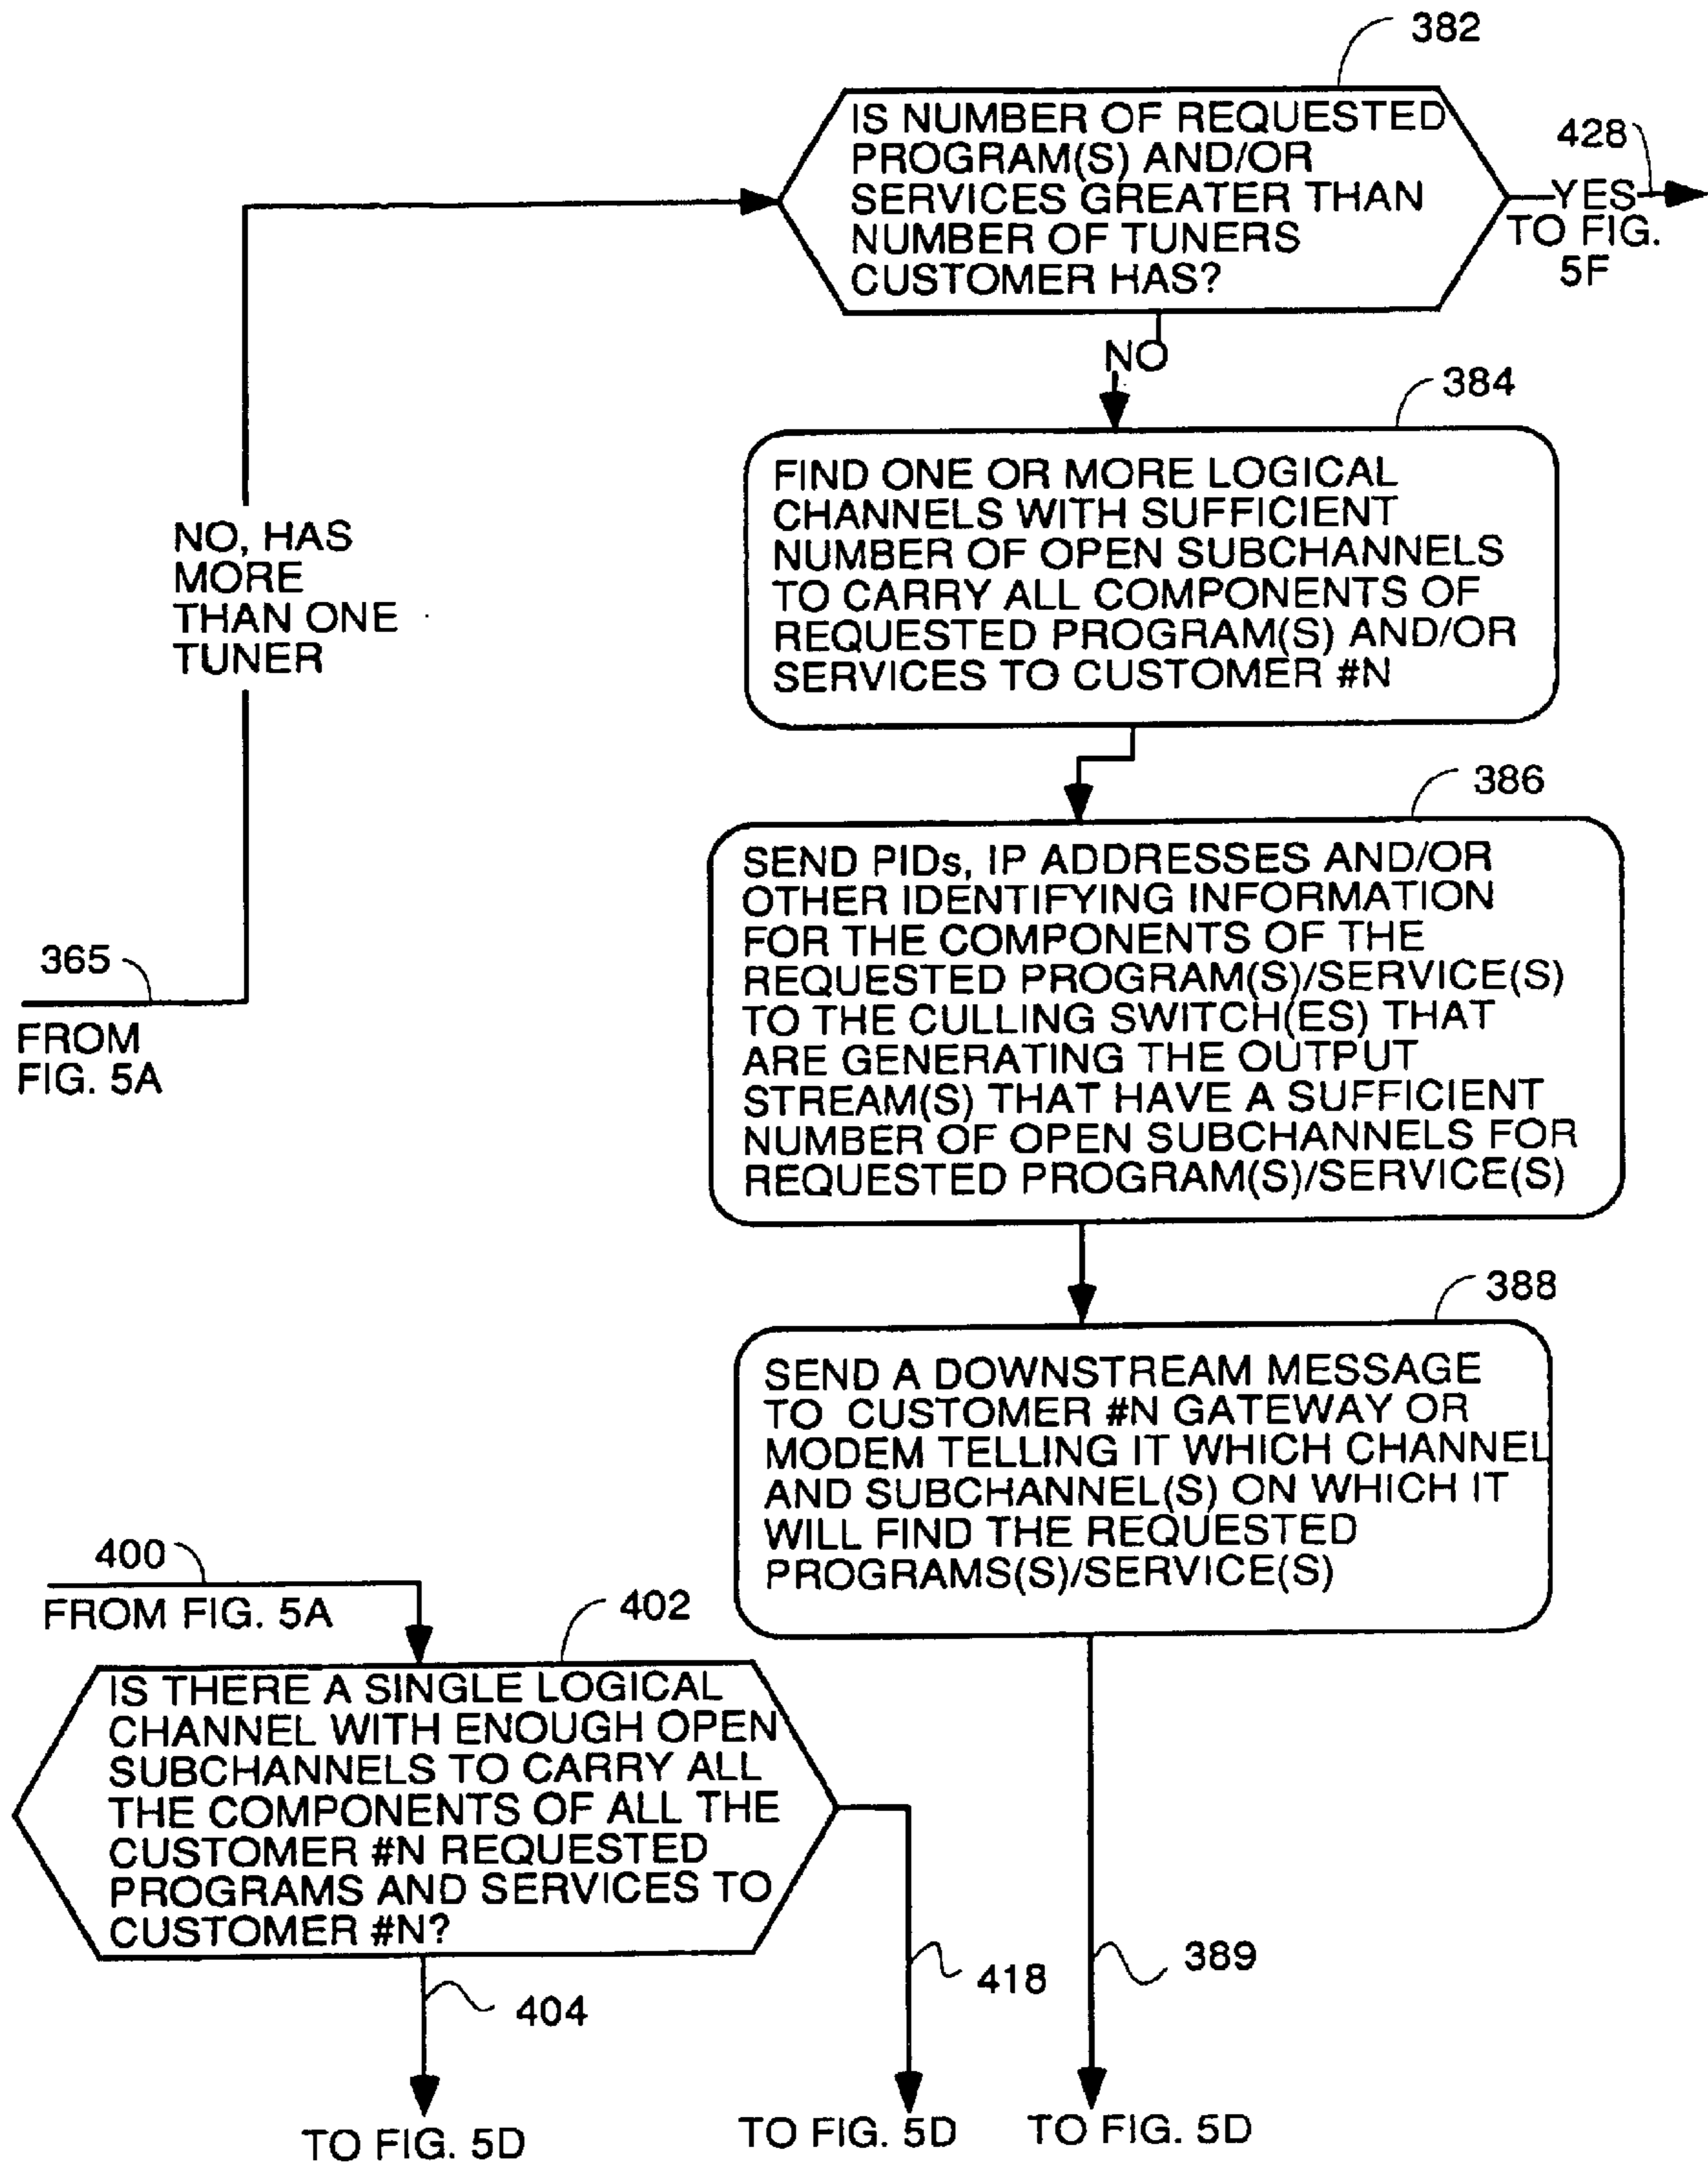 382
IS NUMBER OF REQUESTED
PROGRAM(S) AND/OR
SERVICES GREATER THAN
NUMBER OF TUNERS
CUSTOMER HAS?
428
YES
TO FIG.
5F
NO
384
FIND ONE OR MORE LOGICAL
CHANNELS WITH SUFFICIENT
NUMBER OF OPEN SUBCHANNELS
TO CARRY ALL COMPONENTS OF
REQUESTED PROGRAM(S) AND/OR
SERVICES TO CUSTOMER #N
NO, HAS
MORE
THAN ONE
TUNER
386
SEND PIDs, IP ADDRESSES AND/OR
OTHER IDENTIFYING INFORMATION
FOR THE COMPONENTS OF THE
REQUESTED PROGRAM(S)/SERVICE(S)
TO THE CULLING SWITCH(ES) THAT
ARE GENERATING THE OUTPUT
STREAM(S) THAT HAVE A SUFFICIENT
NUMBER OF OPEN SUBCHANNELS FOR
REQUESTED PROGRAM(S)/SERVICE(S)
365
FROM
FIG. 5A
388
SEND A DOWNSTREAM MESSAGE
TO CUSTOMER #N GATEWAY OR
MODEM TELLING IT WHICH CHANNEL
AND SUBCHANNEL(S) ON WHICH IT
WILL FIND THE REQUESTED
PROGRAMS(S)/SERVICE(S)
400
FROM FIG. 5A
402
IS THERE A SINGLE LOGICAL
CHANNEL WITH ENOUGH OPEN
SUBCHANNELS TO CARRY ALL
THE COMPONENTS OF ALL THE
CUSTOMER #N REQUESTED
PROGRAMS AND SERVICES TO
CUSTOMER #N?
404
418
389
TO FIG. 5D
TO FIG. 5D
TO FIG. 5D